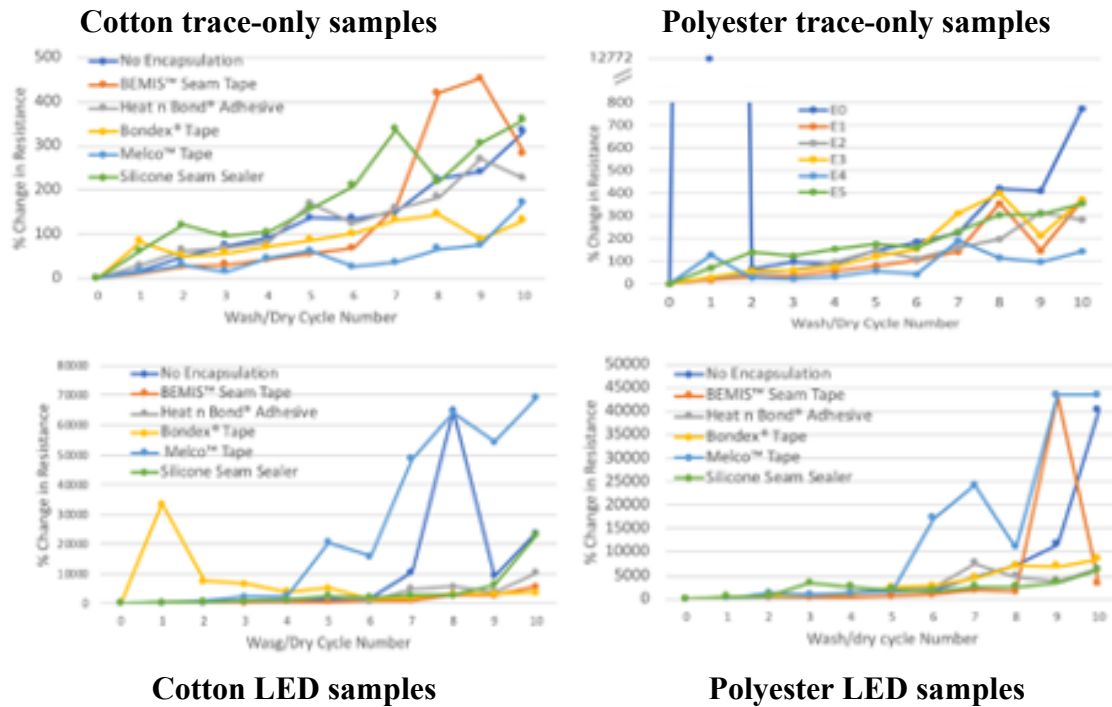 Cotton trace-only samples
Polyester trace-only samples
500
400
300
200
100
0
% Change in Resistance
No Encapsulation
BEMIS™ Seam Tape
Heat n Bond® Adhesive
Bondex® Tape
Melco™ Tape
Silicone Seam Sealer
0 1 2 3 4 5 6 7 8 9 10
Wash/Dry Cycle Number
12772
800
700
600
500
400
300
200
100
0
% Change in Resistance
E0
E1
E2
E3
E4
E5
0 1 2 3 4 5 6 7 8 9 10
Wash/Dry Cycle Number
80000
70000
60000
50000
40000
30000
20000
10000
0
% Change in Resistance
No Encapsulation
BEMIS™ Seam Tape
Heat n Bond® Adhesive
Bondex® Tape
Melco™ Tape
Silicone Seam Sealer
0 1 2 3 4 5 6 7 8 9 10
Wasg/Dry Cycle Number
50000
45000
40000
35000
30000
25000
20000
15000
10000
5000
0
% Change in Resistance
No Encapsulation
BEMIS™ Seam Tape
Heat n Bond® Adhesive
Bondex® Tape
Melco™ Tape
Silicone Seam Sealer
0 1 2 3 4 5 6 7 8 9 10
Wash/dry cycle Number
Cotton LED samples
Polyester LED samples